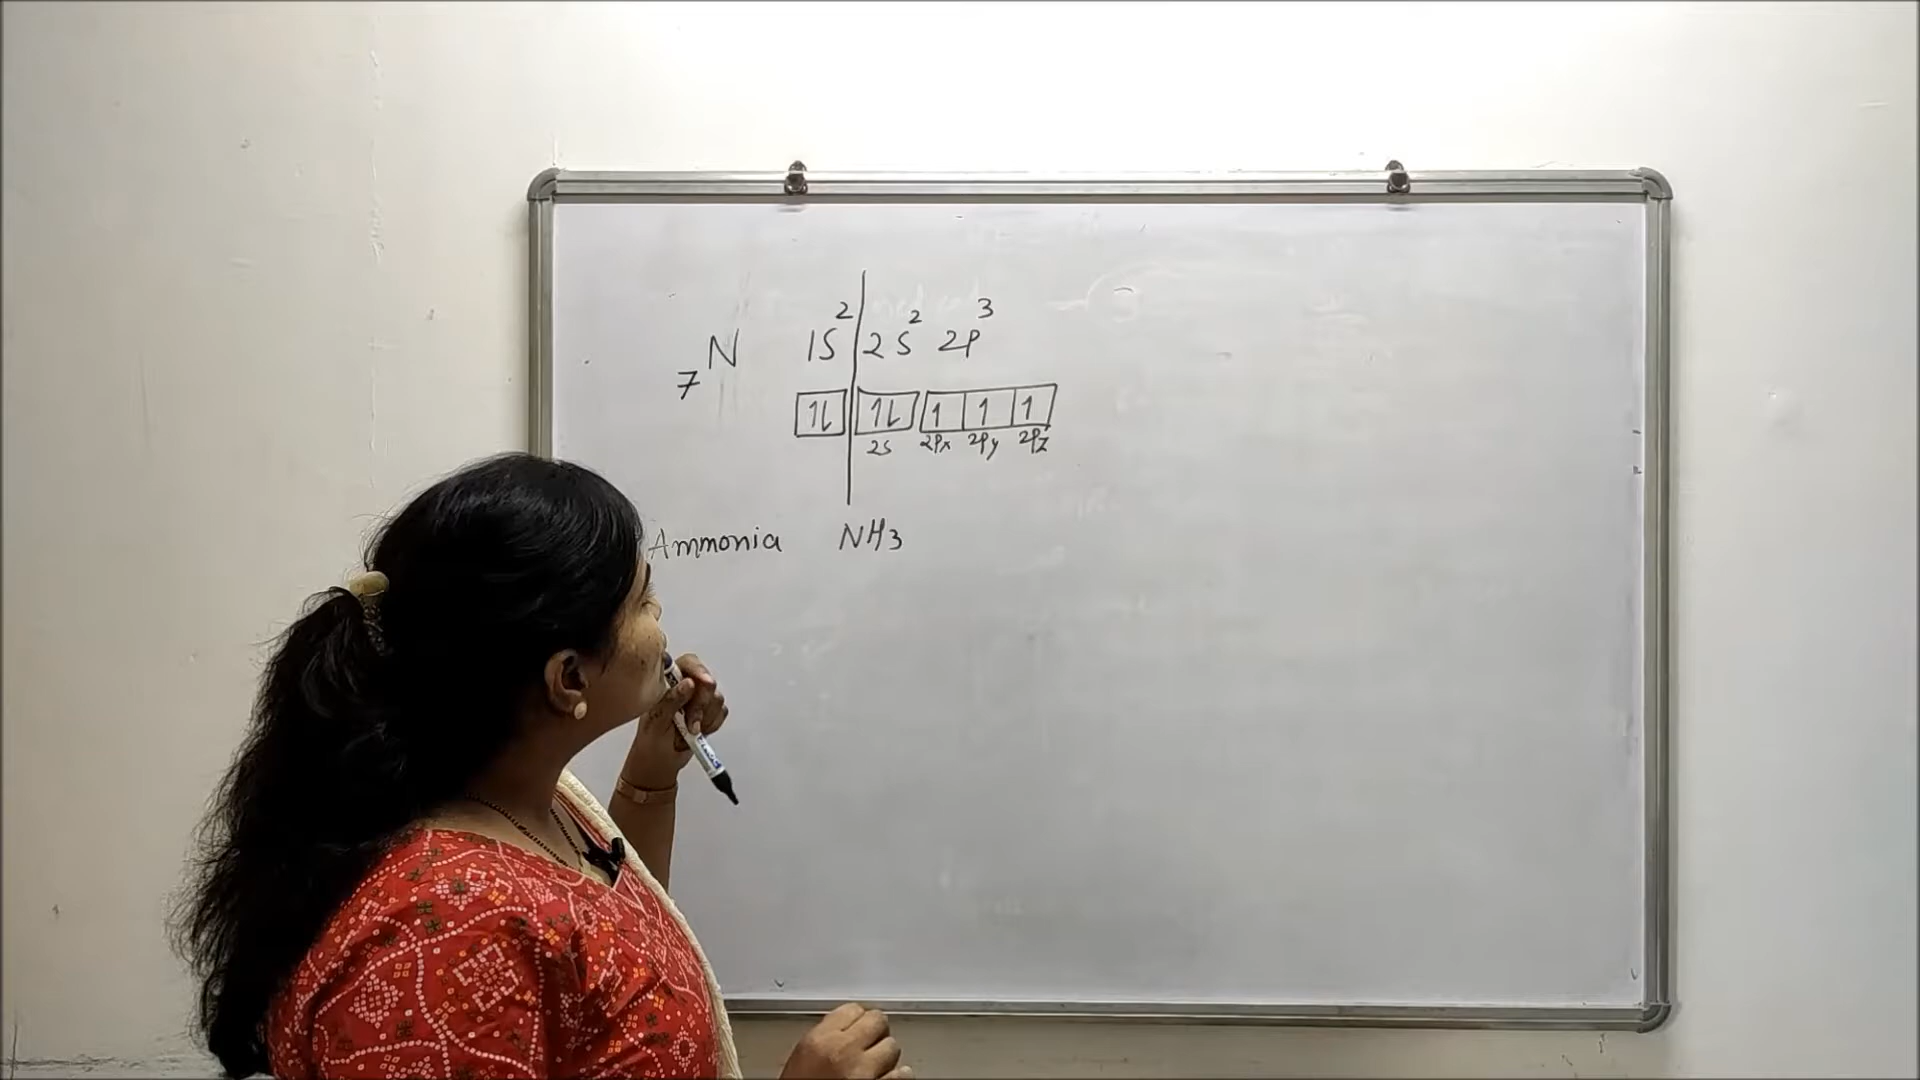 ₇N 1S² 2S² 2P³
1L 1L 1 1 1
2S 2Px 2Py 2Pz
Ammonia NH3